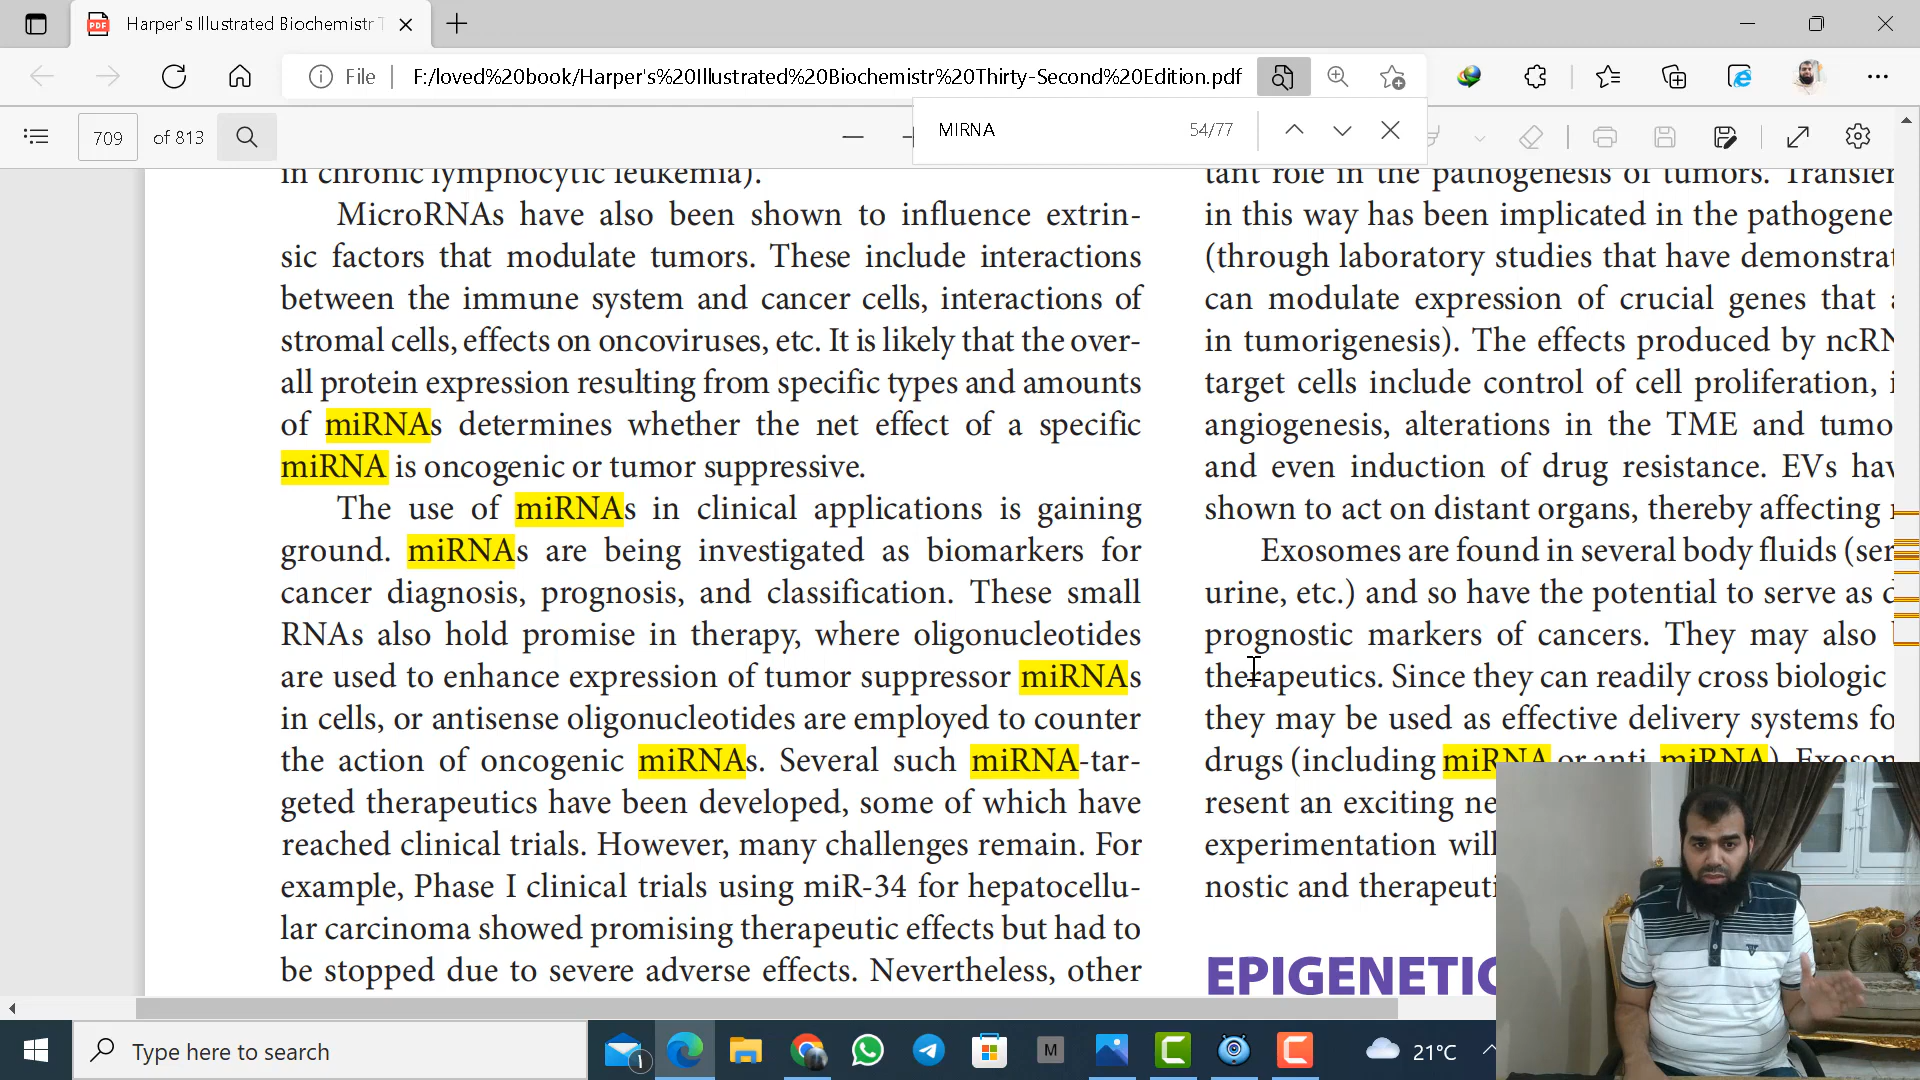 Harper's Illustrated Biochemistr
File
F:/loved%20book/Harper's%20Illustrated%20Biochemistr%20Thirty-Second%20Edition.pdf
709 of 813
MIRNA 54/77
in chronic lymphocytic leukemia).
MicroRNAs have also been shown to influence extrin-
sic factors that modulate tumors. These include interactions
between the immune system and cancer cells, interactions of
stromal cells, effects on oncoviruses, etc. It is likely that the over-
all protein expression resulting from specific types and amounts
of miRNAs determines whether the net effect of a specific
miRNA is oncogenic or tumor suppressive.
The use of miRNAs in clinical applications is gaining
ground. miRNAs are being investigated as biomarkers for
cancer diagnosis, prognosis, and classification. These small
RNAs also hold promise in therapy, where oligonucleotides
are used to enhance expression of tumor suppressor miRNAs
in cells, or antisense oligonucleotides are employed to counter
the action of oncogenic miRNAs. Several such miRNA-tar-
geted therapeutics have been developed, some of which have
reached clinical trials. However, many challenges remain. For
example, Phase I clinical trials using miR-34 for hepatocellu-
lar carcinoma showed promising therapeutic effects but had to
be stopped due to severe adverse effects. Nevertheless, other
tant role in the pathogenesis of tumors. Transfer
in this way has been implicated in the pathogene
(through laboratory studies that have demonstrat
can modulate expression of crucial genes that
in tumorigenesis). The effects produced by ncRN
target cells include control of cell proliferation,
angiogenesis, alterations in the TME and tumo
and even induction of drug resistance. EVs hav
shown to act on distant organs, thereby affecting
Exosomes are found in several body fluids (ser
urine, etc.) and so have the potential to serve as
prognostic markers of cancers. They may also
therapeutics. Since they can readily cross biologic
they may be used as effective delivery systems fo
drugs (including miRNA or anti-miRNA). Exoso
resent an exciting ne
experimentation will
nostic and therapeuti
EPIGENETIC
Type here to search
21°C